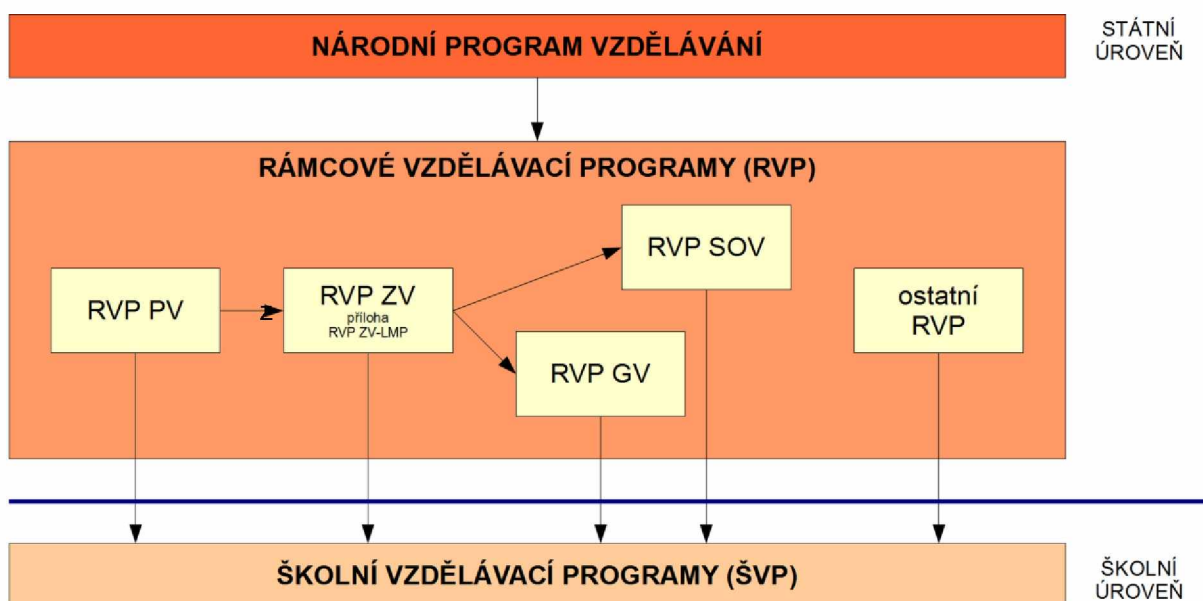 NÁRODNÍ PROGRAM VZDĚLÁVÁNÍ
STÁTNÍ
ÚROVEŇ
RÁMCOVÉ VZDĚLÁVACÍ PROGRAMY (RVP)
RVP SOV
RVP PV
2
RVP ZV
příloha
RVP ZV-LMP
ostatní
RVP
RVP GV
ŠKOLNÍ VZDĚLÁVACÍ PROGRAMY (ŠVP)
ŠKOLNÍ
ÚROVEŇ